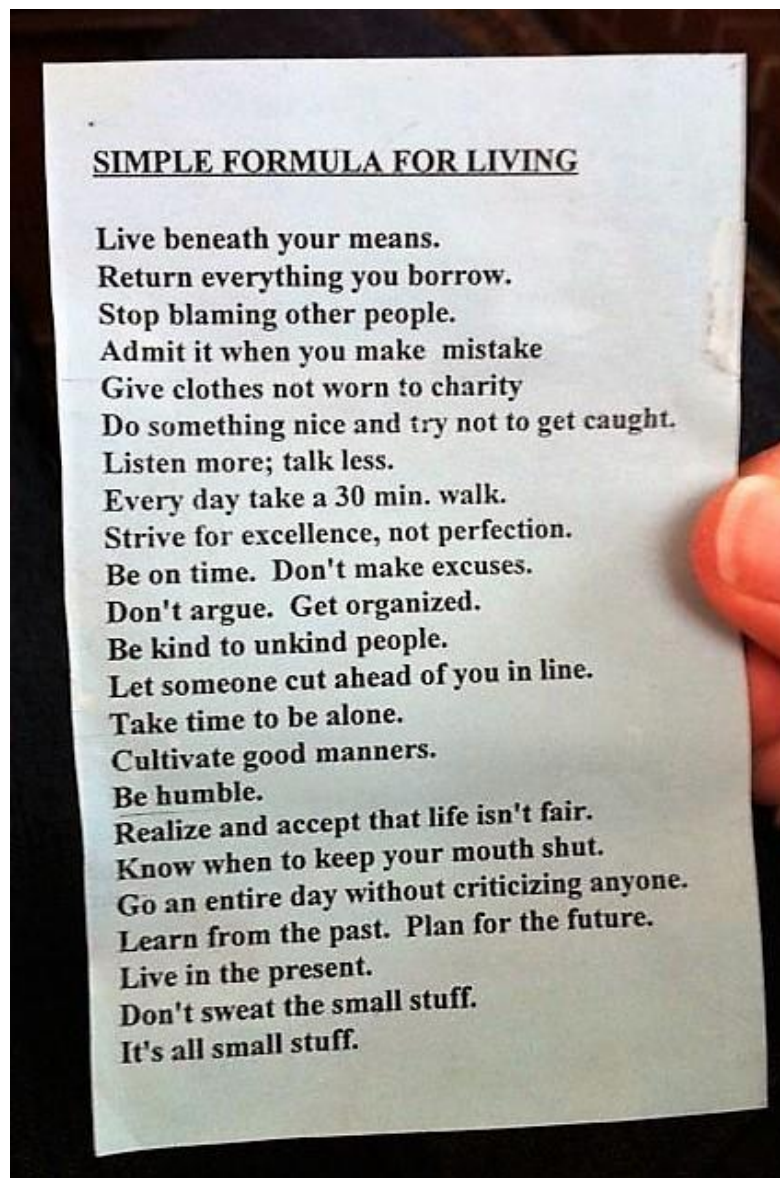 SIMPLE FORMULA FOR LIVING
Live beneath your means.
Return everything you borrow.
Stop blaming other people.
Admit it when you make  mistake
Give clothes not worn to charity
Do something nice and try not to get caught.
Listen more; talk less.
Every day take a 30 min. walk.
Strive for excellence, not perfection.
Be on time.  Don't make excuses.
Don't argue.  Get organized.
Be kind to unkind people.
Let someone cut ahead of you in line.
Take time to be alone.
Cultivate good manners.
Be humble.
Realize and accept that life isn't fair.
Know when to keep your mouth shut.
Go an entire day without criticizing anyone.
Learn from the past.  Plan for the future.
Live in the present.
Don't sweat the small stuff.
It's all small stuff.